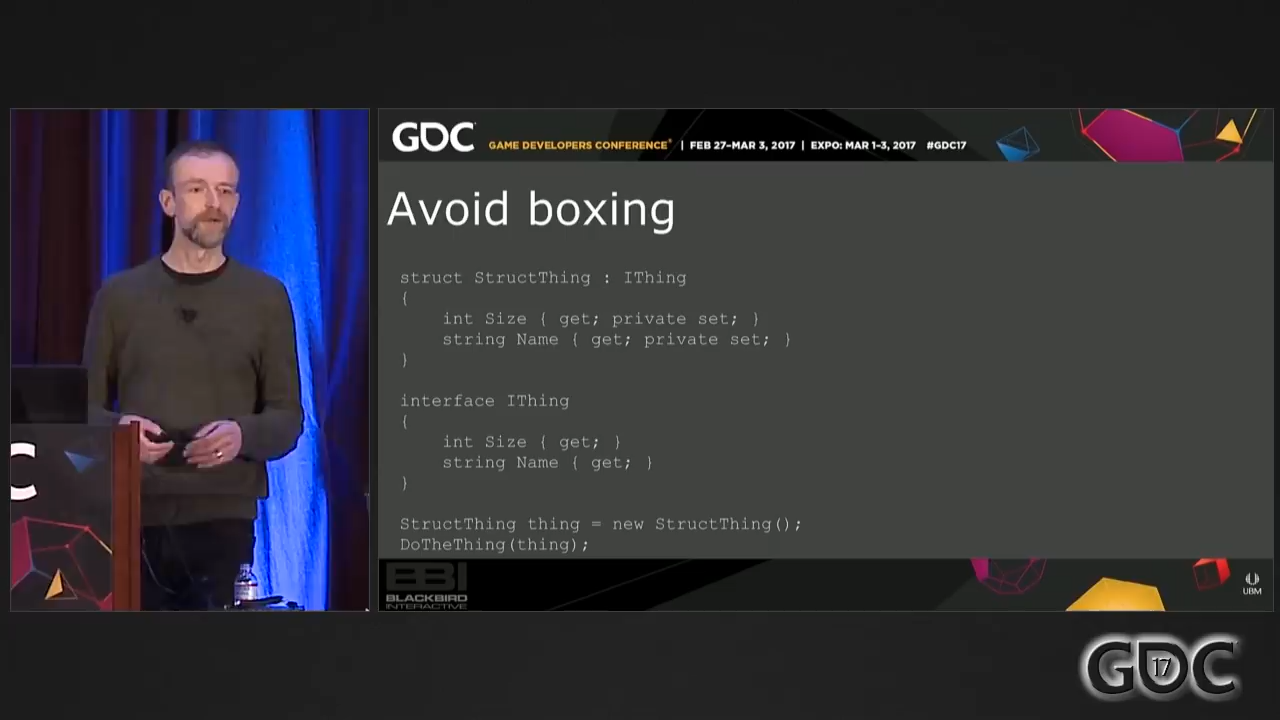 GDC
GAME DEVELOPERS CONFERENCE® | FEB 27–MAR 3, 2017 | EXPO: MAR 1–3, 2017 #GDC17
Avoid boxing
struct StructThing : IThing
{
int Size { get; private set; }
string Name { get; private set; }
}
interface IThing
{
int Size { get; }
string Name { get; }
}
StructThing thing = new StructThing();
DoTheThing(thing);
BBI
BLACKBIRD
INTERACTIVE
UBM
C
GDC
17